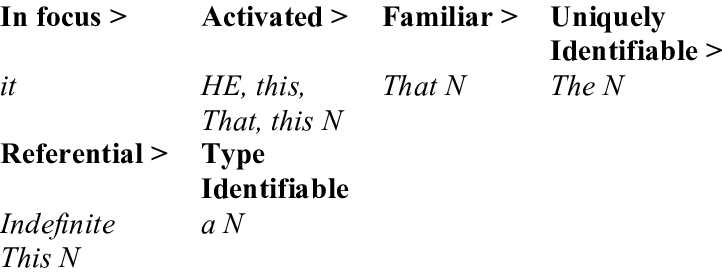 In focus > Activated > Familiar > Uniquely
Identifiable >
it HE, this, That N The N
That, this N
Referential > Type
Identifiable
Indefinite a N
This N